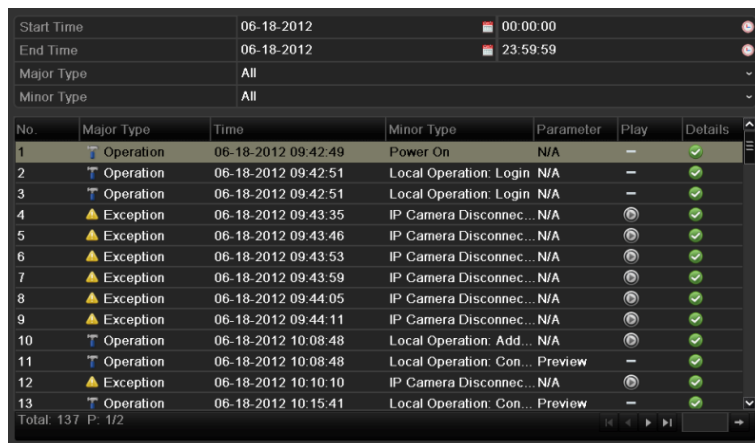 Start Time 06-18-2012 00:00:00
End Time 06-18-2012 23:59:59
Major Type All
Minor Type All
No. Major Type Time Minor Type Parameter Play Details
1 Operation 06-18-2012 09:42:49 Power On N/A –
2 Operation 06-18-2012 09:42:51 Local Operation: Login N/A –
3 Operation 06-18-2012 09:42:51 Local Operation: Login N/A –
4 Exception 06-18-2012 09:43:35 IP Camera Disconnec... N/A
5 Exception 06-18-2012 09:43:46 IP Camera Disconnec... N/A
6 Exception 06-18-2012 09:43:53 IP Camera Disconnec... N/A
7 Exception 06-18-2012 09:43:59 IP Camera Disconnec... N/A
8 Exception 06-18-2012 09:44:05 IP Camera Disconnec... N/A
9 Exception 06-18-2012 09:44:11 IP Camera Disconnec... N/A
10 Operation 06-18-2012 10:08:48 Local Operation: Add... N/A
11 Operation 06-18-2012 10:08:48 Local Operation: Con... Preview –
12 Exception 06-18-2012 10:10:10 IP Camera Disconnec... N/A
13 Operation 06-18-2012 10:15:41 Local Operation: Con... Preview –
Total: 137 P: 1/2